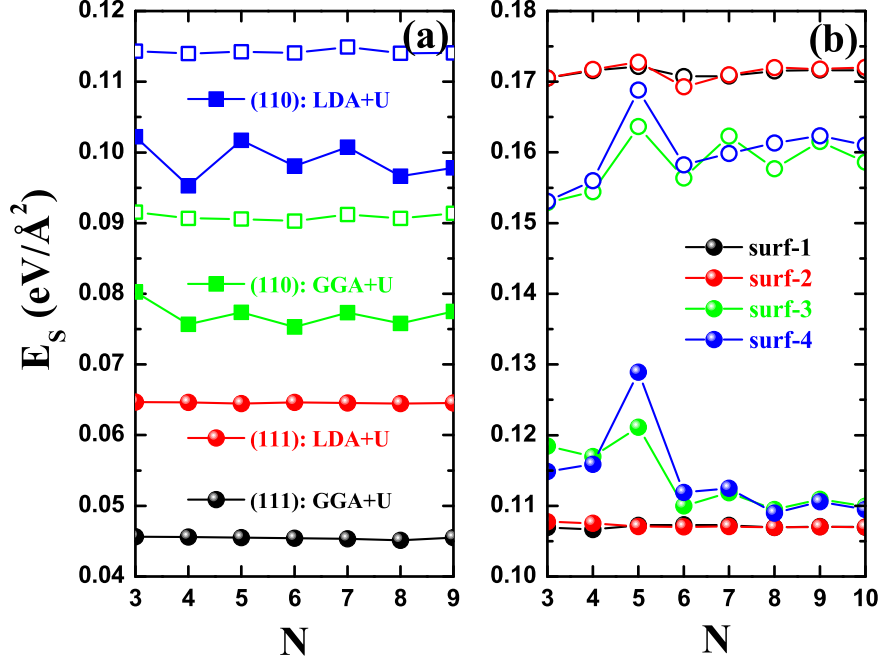 (a)
(b)
0.12
0.11
0.10
0.09
0.08
0.07
0.06
0.05
0.04
(110): LDA+U
(110): GGA+U
(111): LDA+U
(111): GGA+U
3 4 5 6 7 8 9
N
E_S (eV/Å²)
0.18
0.17
0.16
0.15
0.14
0.13
0.12
0.11
0.10
surf-1
surf-2
surf-3
surf-4
3 4 5 6 7 8 9 10
N